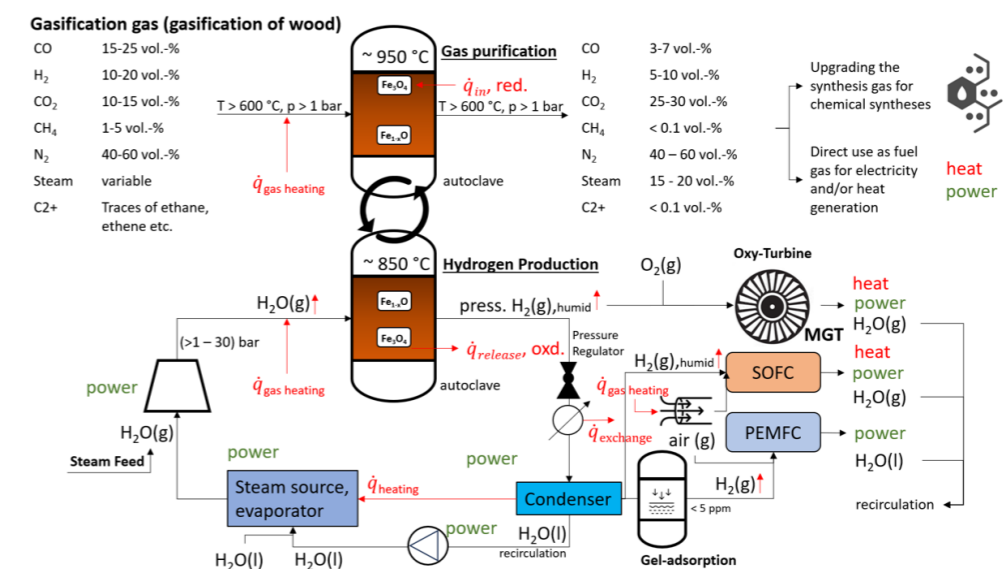 Gasification gas (gasification of wood)
CO 15-25 vol.-%
H₂ 10-20 vol.-%
CO₂ 10-15 vol.-%
CH₄ 1-5 vol.-%
N₂ 40-60 vol.-%
Steam variable
C2+ Traces of ethane,
ethene etc.
T > 600 °C, p > 1 bar
q̇ gas heating
~ 950 °C
Gas purification
Fe₃O₄
q̇in, red.
T > 600 °C, p > 1 bar
Fe₁₋ₓO
autoclave
CO 3-7 vol.-%
H₂ 5-10 vol.-%
CO₂ 25-30 vol.-%
CH₄ < 0.1 vol.-%
N₂ 40 – 60 vol.-%
Steam 15 - 20 vol.-%
C2+ < 0.1 vol.-%
Upgrading the
synthesis gas for
chemical syntheses
Direct use as fuel
gas for electricity
and/or heat
generation
heat
power
~ 850 °C
Hydrogen Production
Fe₁₋ₓO
Fe₃O₄
q̇release, oxd.
autoclave
H₂O(g)
(>1 – 30) bar
q̇ gas heating
power
H₂O(g)
Steam Feed
power
Steam source,
evaporator
H₂O(l)
H₂O(l)
q̇heating
power
power
H₂O(l)
recirculation
Condenser
press. H₂(g),humid
Pressure
Regulator
q̇exchange
O₂(g)
Oxy-Turbine
MGT
heat
power
H₂O(g)
H₂(g),humid
q̇ gas heating
SOFC
heat
power
H₂O(g)
air (g)
PEMFC
power
H₂O(l)
H₂(g)
< 5 ppm
Gel-adsorption
recirculation